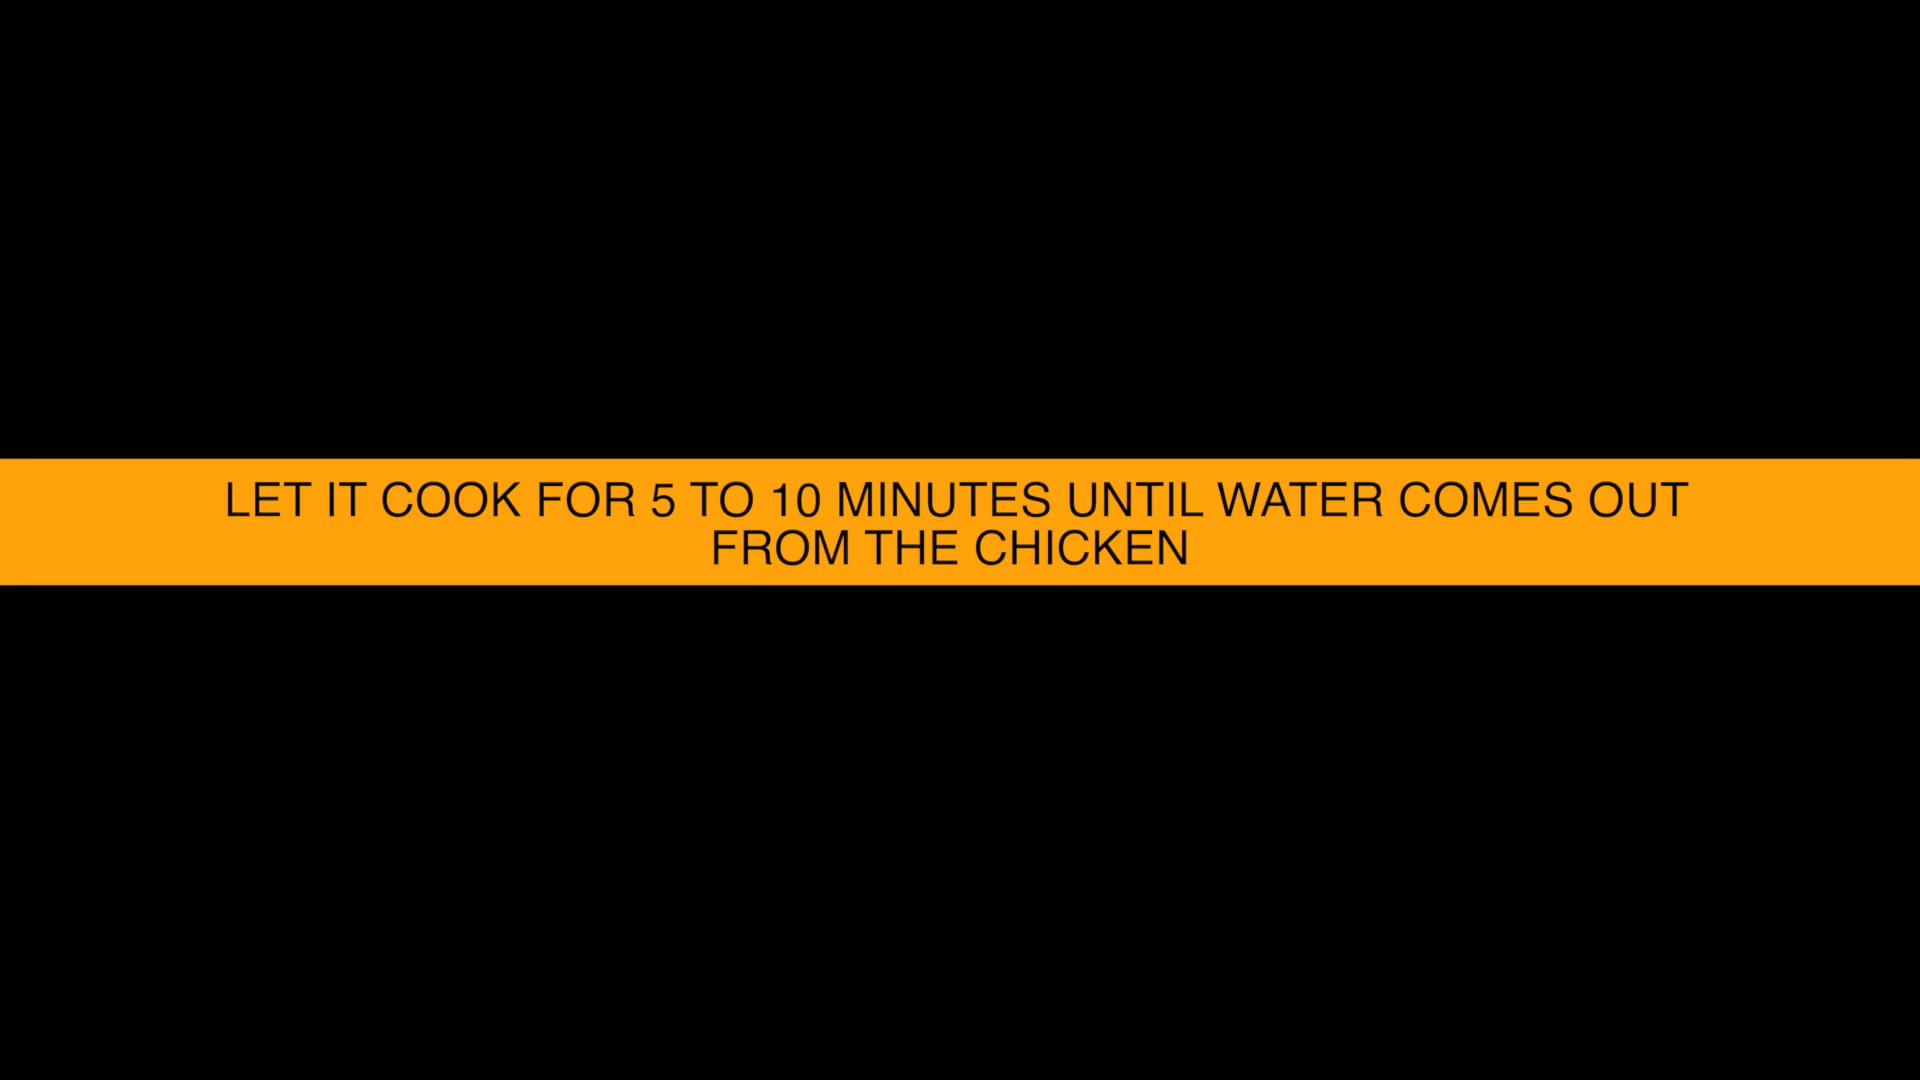 LET IT COOK FOR 5 TO 10 MINUTES UNTIL WATER COMES OUT
FROM THE CHICKEN